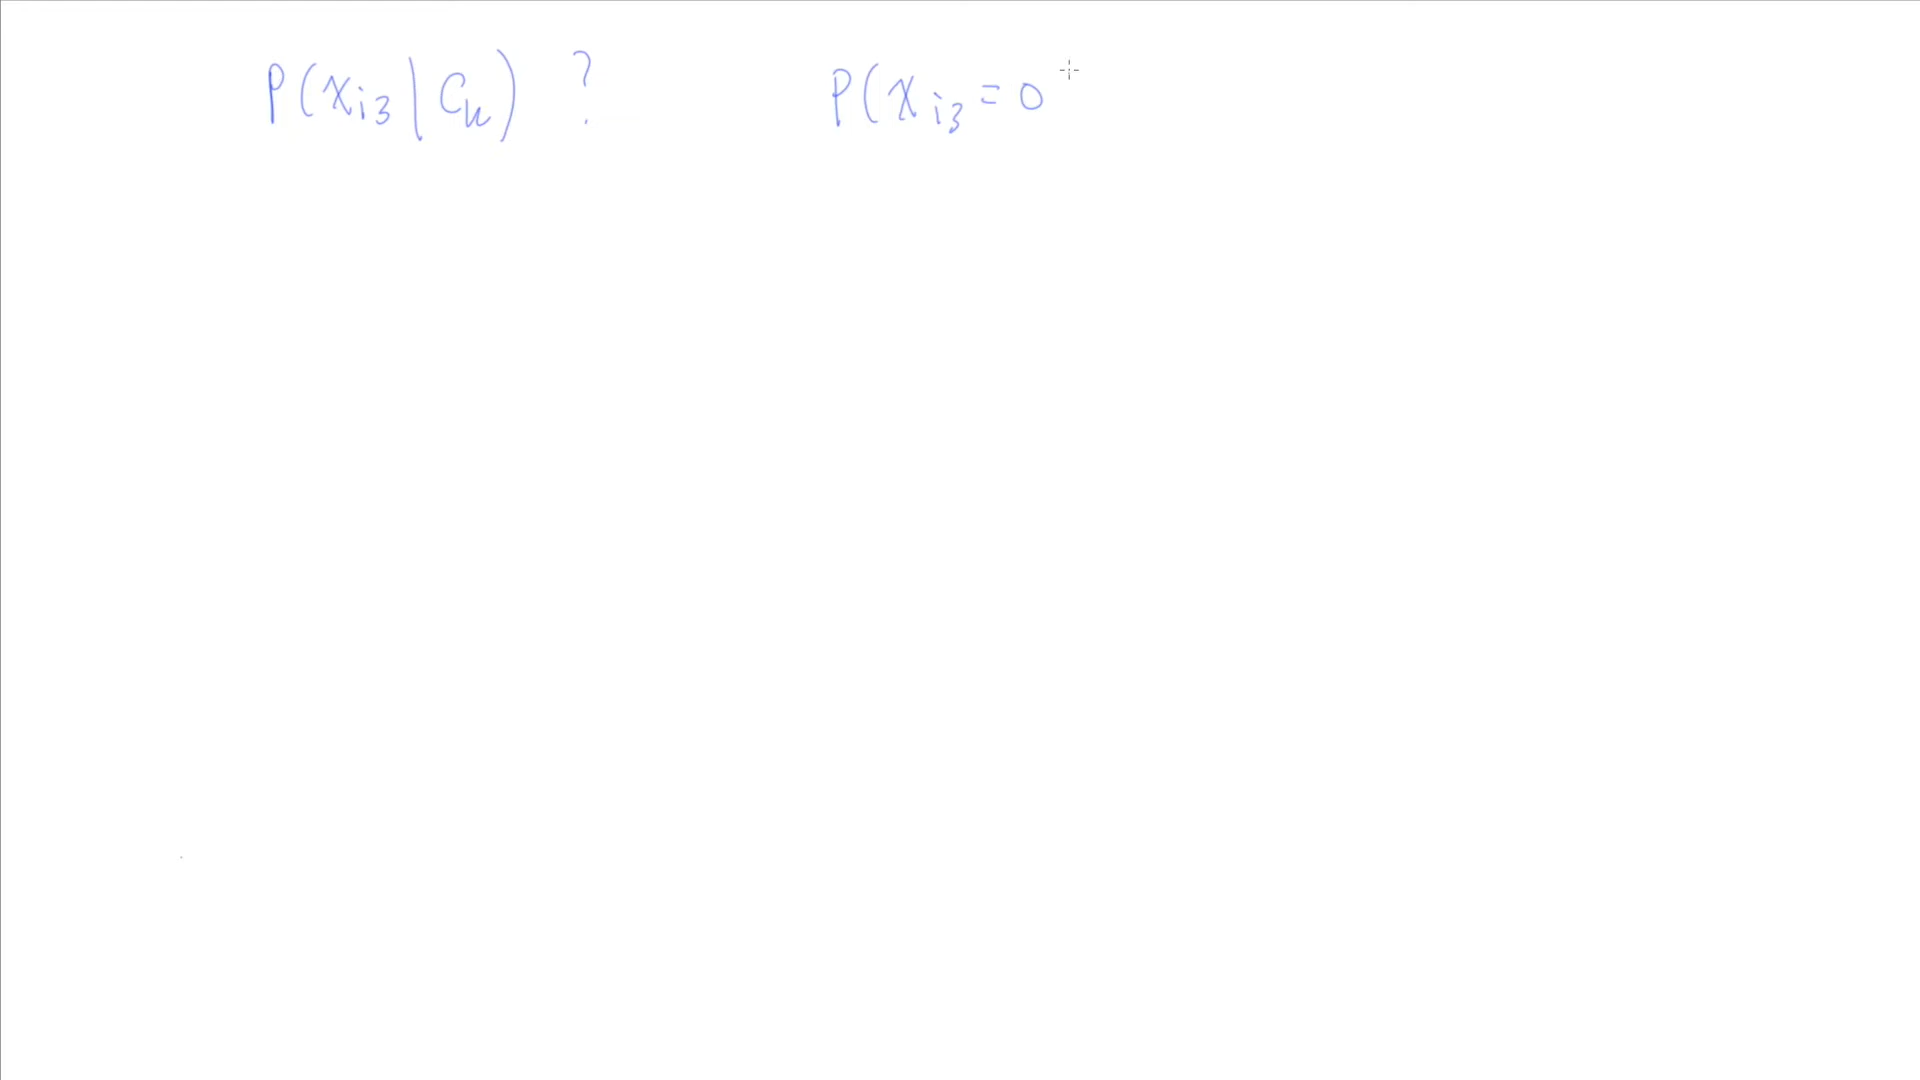 P(x_{i3} | C_k) ? P(x_{i3} = 0